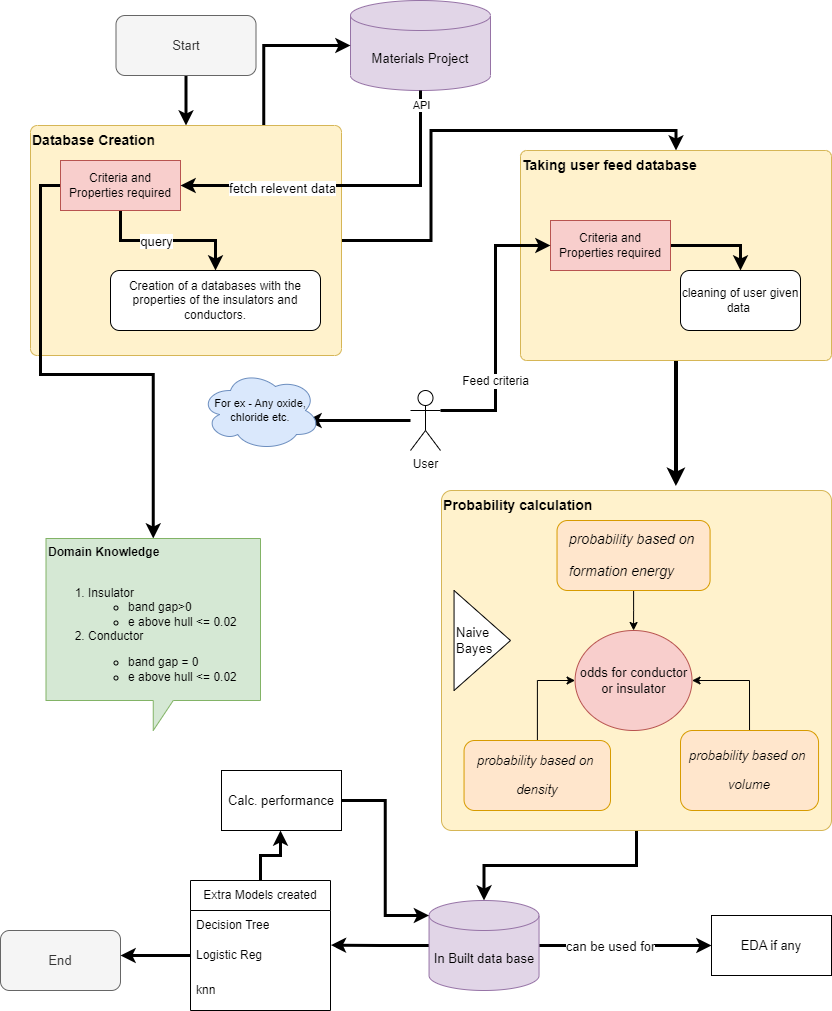 Start
Materials Project
API
Database Creation
Criteria and
Properties required
fetch relevent data
query
Creation of a databases with the
properties of the insulators and
conductors.
Taking user feed database
Criteria and
Properties required
cleaning of user given
data
Feed criteria
For ex - Any oxide,
chloride etc.
User
Probability calculation
probability based on
formation energy
Naive
Bayes
odds for conductor
or insulator
probability based on
density
probability based on
volume
Domain Knowledge
1. Insulator
band gap>0
e above hull <= 0.02
2. Conductor
band gap = 0
e above hull <= 0.02
Calc. performance
Extra Models created
Decision Tree
Logistic Reg
knn
End
In Built data base
can be used for
EDA if any